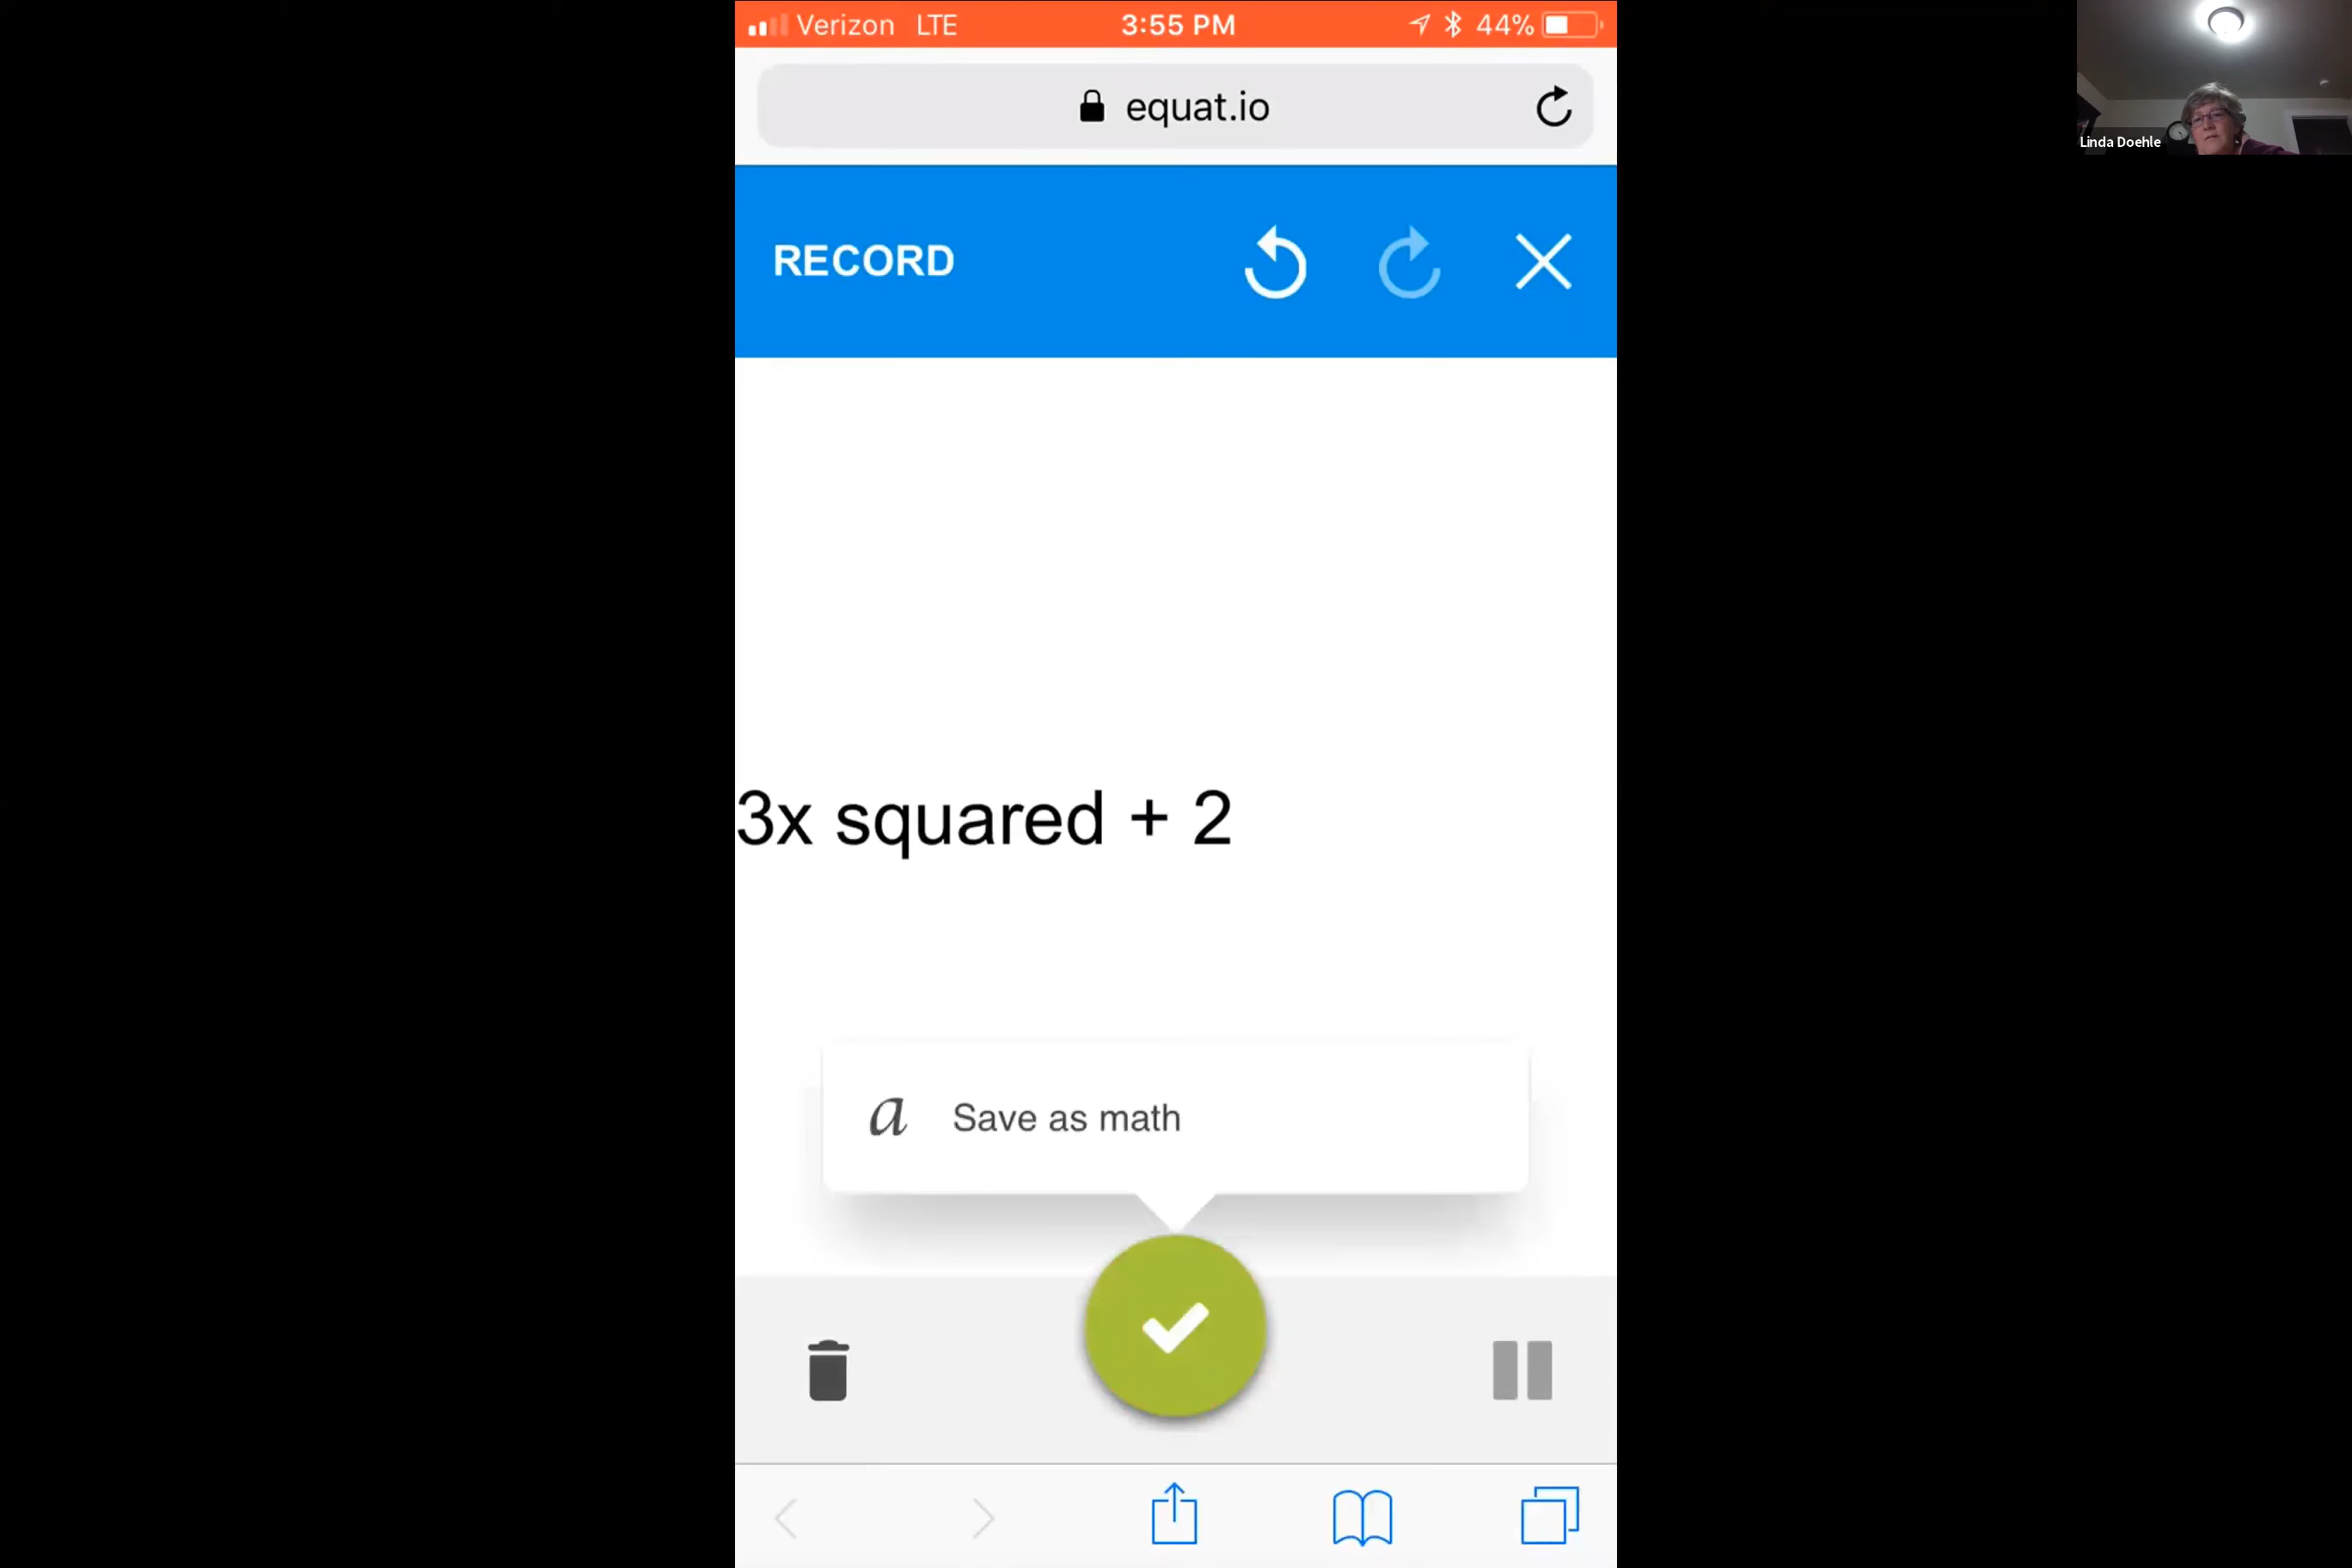 Verizon LTE 3:55 PM 44%
equat.io
Linda Doehle
RECORD
3x squared + 2
a Save as math